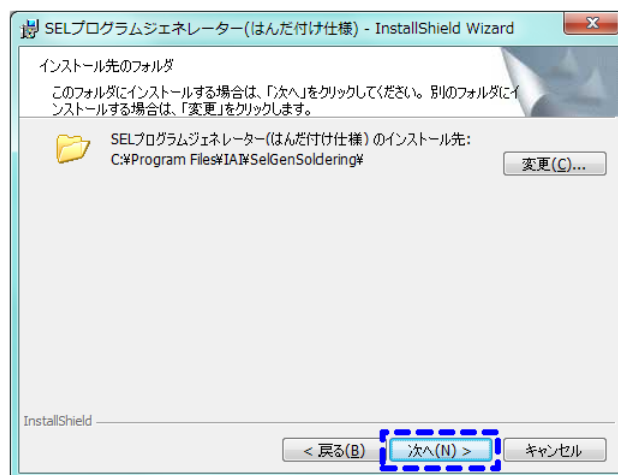 SELプログラムジェネレーター(はんだ付け仕様) - InstallShield Wizard
インストール先のフォルダ
このフォルダにインストールする場合は、「次へ」をクリックしてください。別のフォルダにイ
ンストールする場合は、「変更」をクリックします。
SELプログラムジェネレーター(はんだ付け仕様) のインストール先:
C:¥Program Files¥IAI¥SelGenSoldering¥
変更(C)...
InstallShield
< 戻る(B)
次へ(N) >
キャンセル